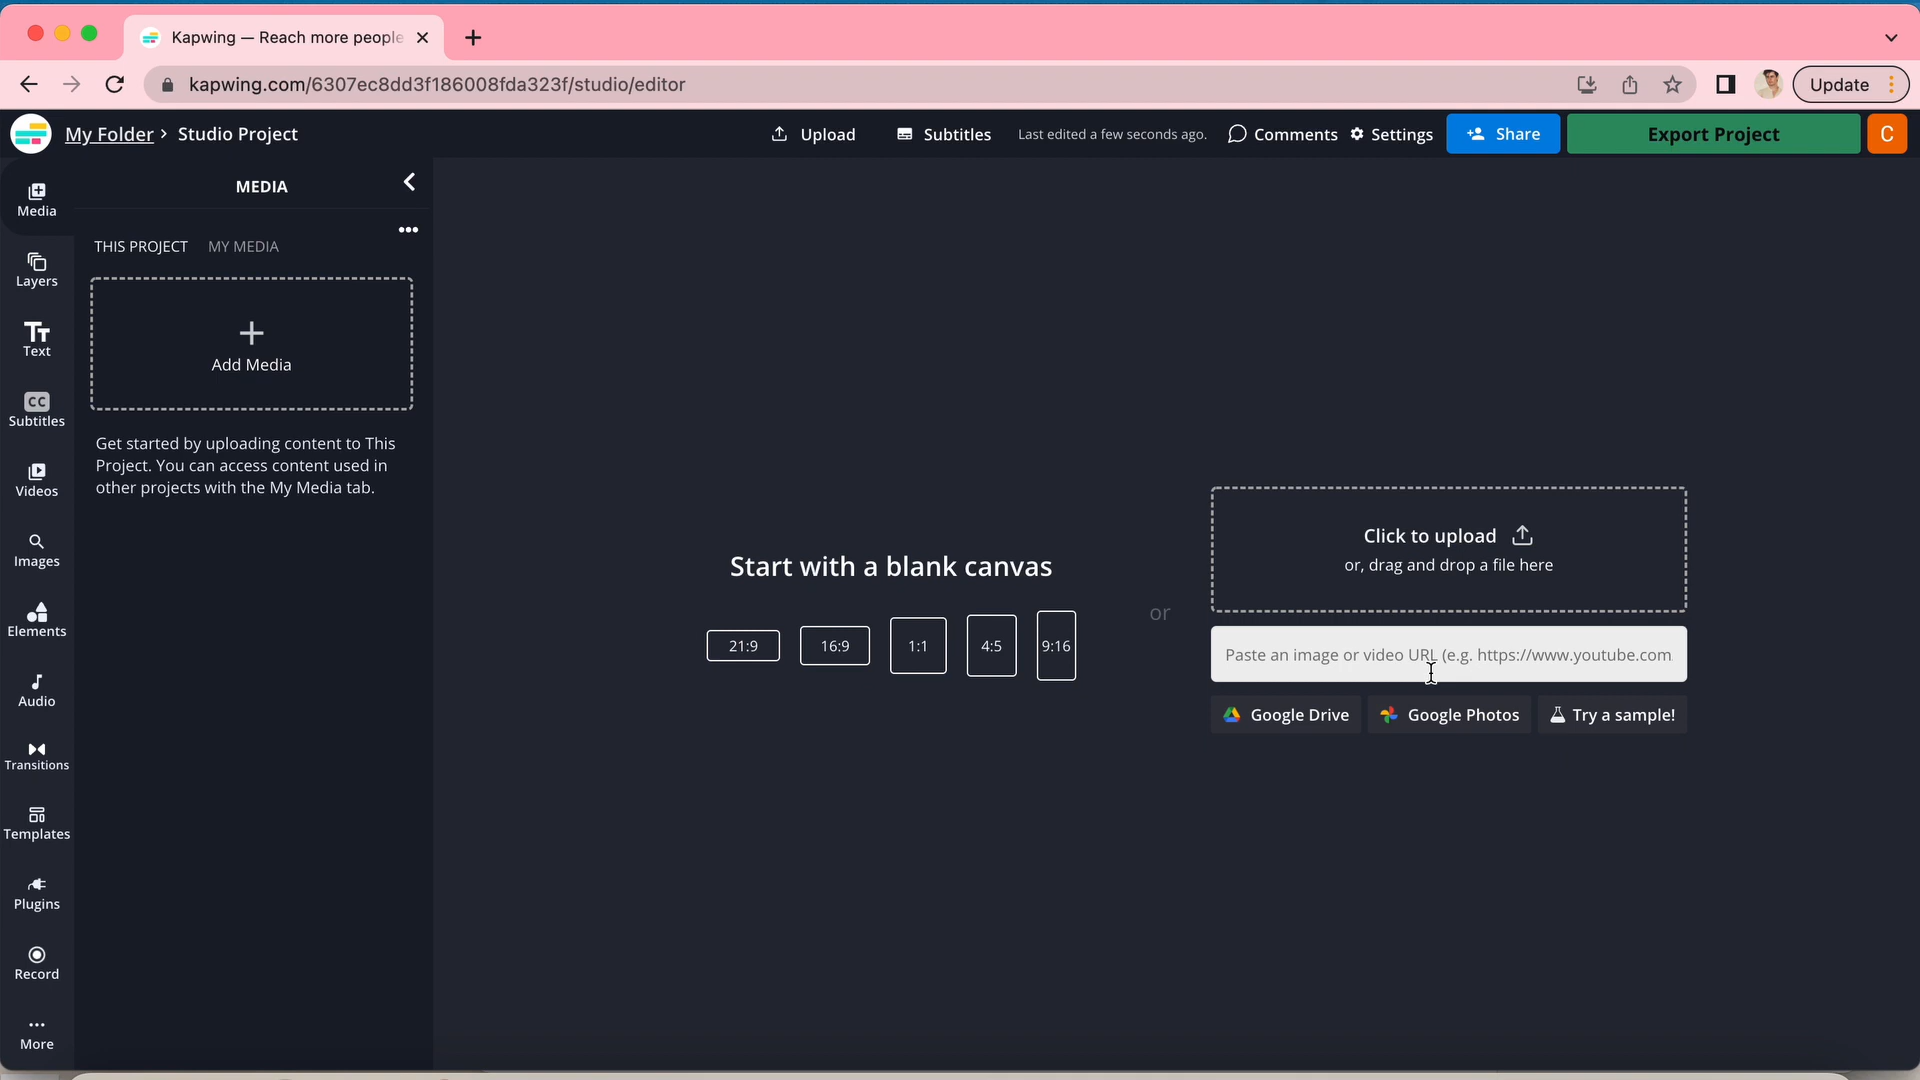 Kapwing — Reach more people
kapwing.com/6307ec8dd3f186008fda323f/studio/editor
Update
My Folder > Studio Project
Upload
Subtitles
Last edited a few seconds ago.
Comments
Settings
Share
Export Project
C
Media
Layers
Text
CC
Subtitles
Videos
Images
Elements
Audio
Transitions
Templates
Plugins
Record
More
MEDIA
THIS PROJECT
MY MEDIA
Add Media
Get started by uploading content to This
Project. You can access content used in
other projects with the My Media tab.
Start with a blank canvas
21:9
16:9
1:1
4:5
9:16
or
Click to upload
or, drag and drop a file here
Paste an image or video URL (e.g. https://www.youtube.com
Google Drive
Google Photos
Try a sample!